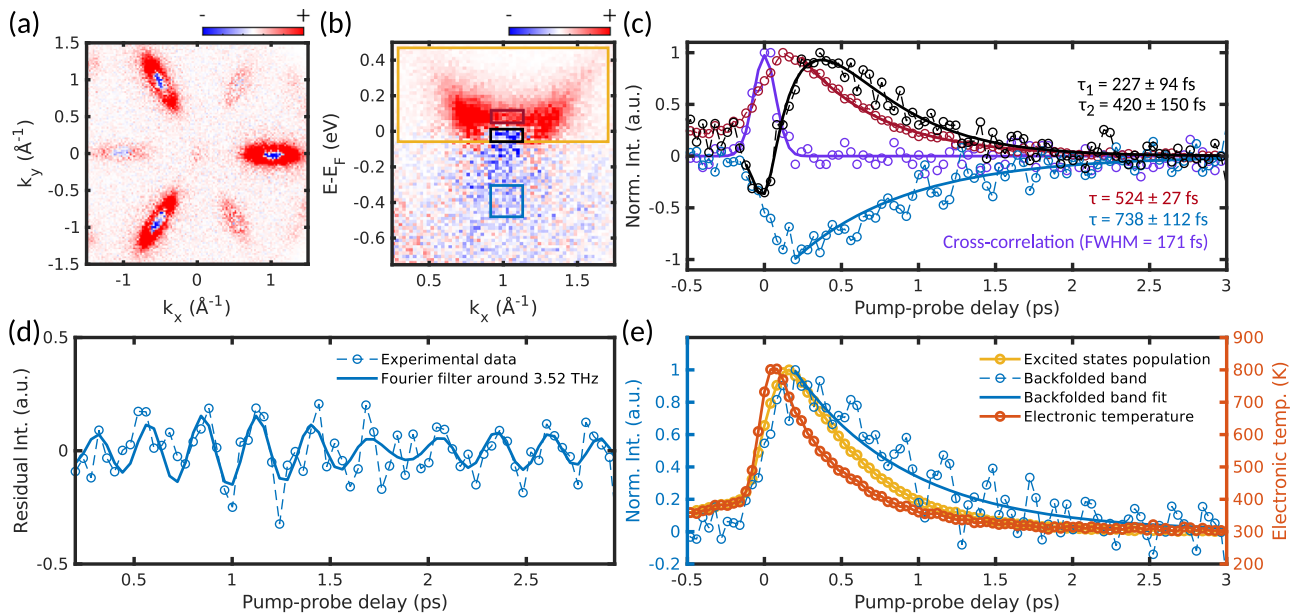 (a)
- +
1.5
1
0.5
0
-0.5
-1
-1.5
k_y (Å⁻¹)
-1 0 1
k_x (Å⁻¹)
(b)
- +
0.4
0.2
0
-0.2
-0.4
-0.6
E-E_F (eV)
0.5 1 1.5
k_x (Å⁻¹)
(c)
1
0.5
0
-0.5
-1
Norm. Int. (a.u.)
τ₁ = 227 ± 94 fs
τ₂ = 420 ± 150 fs
τ = 524 ± 27 fs
τ = 738 ± 112 fs
Cross-correlation (FWHM = 171 fs)
-0.5 0 0.5 1 1.5 2 2.5 3
Pump-probe delay (ps)
(d)
0.5
0
-0.5
Residual Int. (a.u.)
Experimental data
Fourier filter around 3.52 THz
0.5 1 1.5 2 2.5
Pump-probe delay (ps)
(e)
1
0.8
0.6
0.4
0.2
0
-0.2
Norm. Int. (a.u.)
Excited states population
Backfolded band
Backfolded band fit
Electronic temperature
900
800
700
600
500
400
300
200
Electronic temp. (K)
-0.5 0 0.5 1 1.5 2 2.5 3
Pump-probe delay (ps)